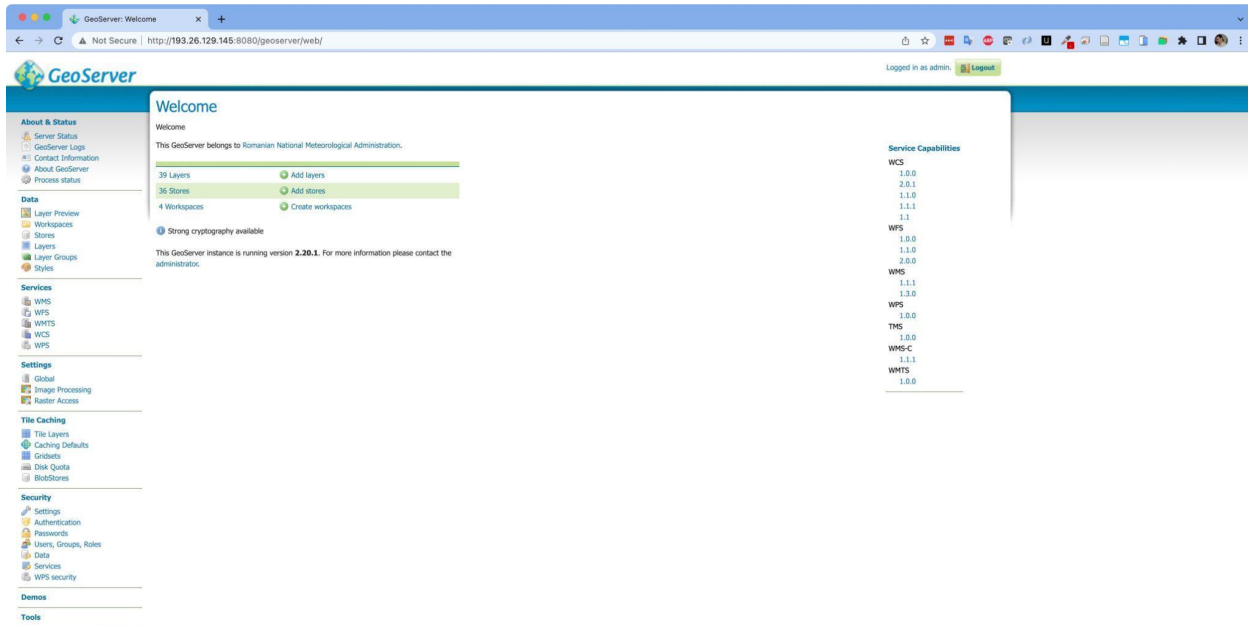 GeoServer: Welcome
Not Secure | http://193.26.129.145:8080/geoserver/web/
GeoServer
Logged in as admin.
Logout
Welcome
About & Status
Server Status
GeoServer Logs
Contact Information
About GeoServer
Process status
Data
Layer Preview
Workspaces
Stores
Layers
Layer Groups
Styles
Services
WMS
WFS
WMTS
WCS
WPS
Settings
Global
Image Processing
Raster Access
Tile Caching
Tile Layers
Caching Defaults
Gridsets
Disk Quota
BlobStores
Security
Settings
Authentication
Passwords
Users, Groups, Roles
Data
Services
WPS security
Demos
Tools
Welcome
This GeoServer belongs to Romanian National Meteorological Administration.
39 Layers Add layers
36 Stores Add stores
4 Workspaces Create workspaces
Strong cryptography available
This GeoServer instance is running version 2.20.1. For more information please contact the
administrator.
Service Capabilities
WCS
1.0.0
2.0.1
1.1.0
1.1.1
1.1
WFS
1.0.0
1.1.0
2.0.0
WMS
1.1.1
1.3.0
WPS
1.0.0
TMS
1.0.0
WMS-C
1.1.1
WMTS
1.0.0